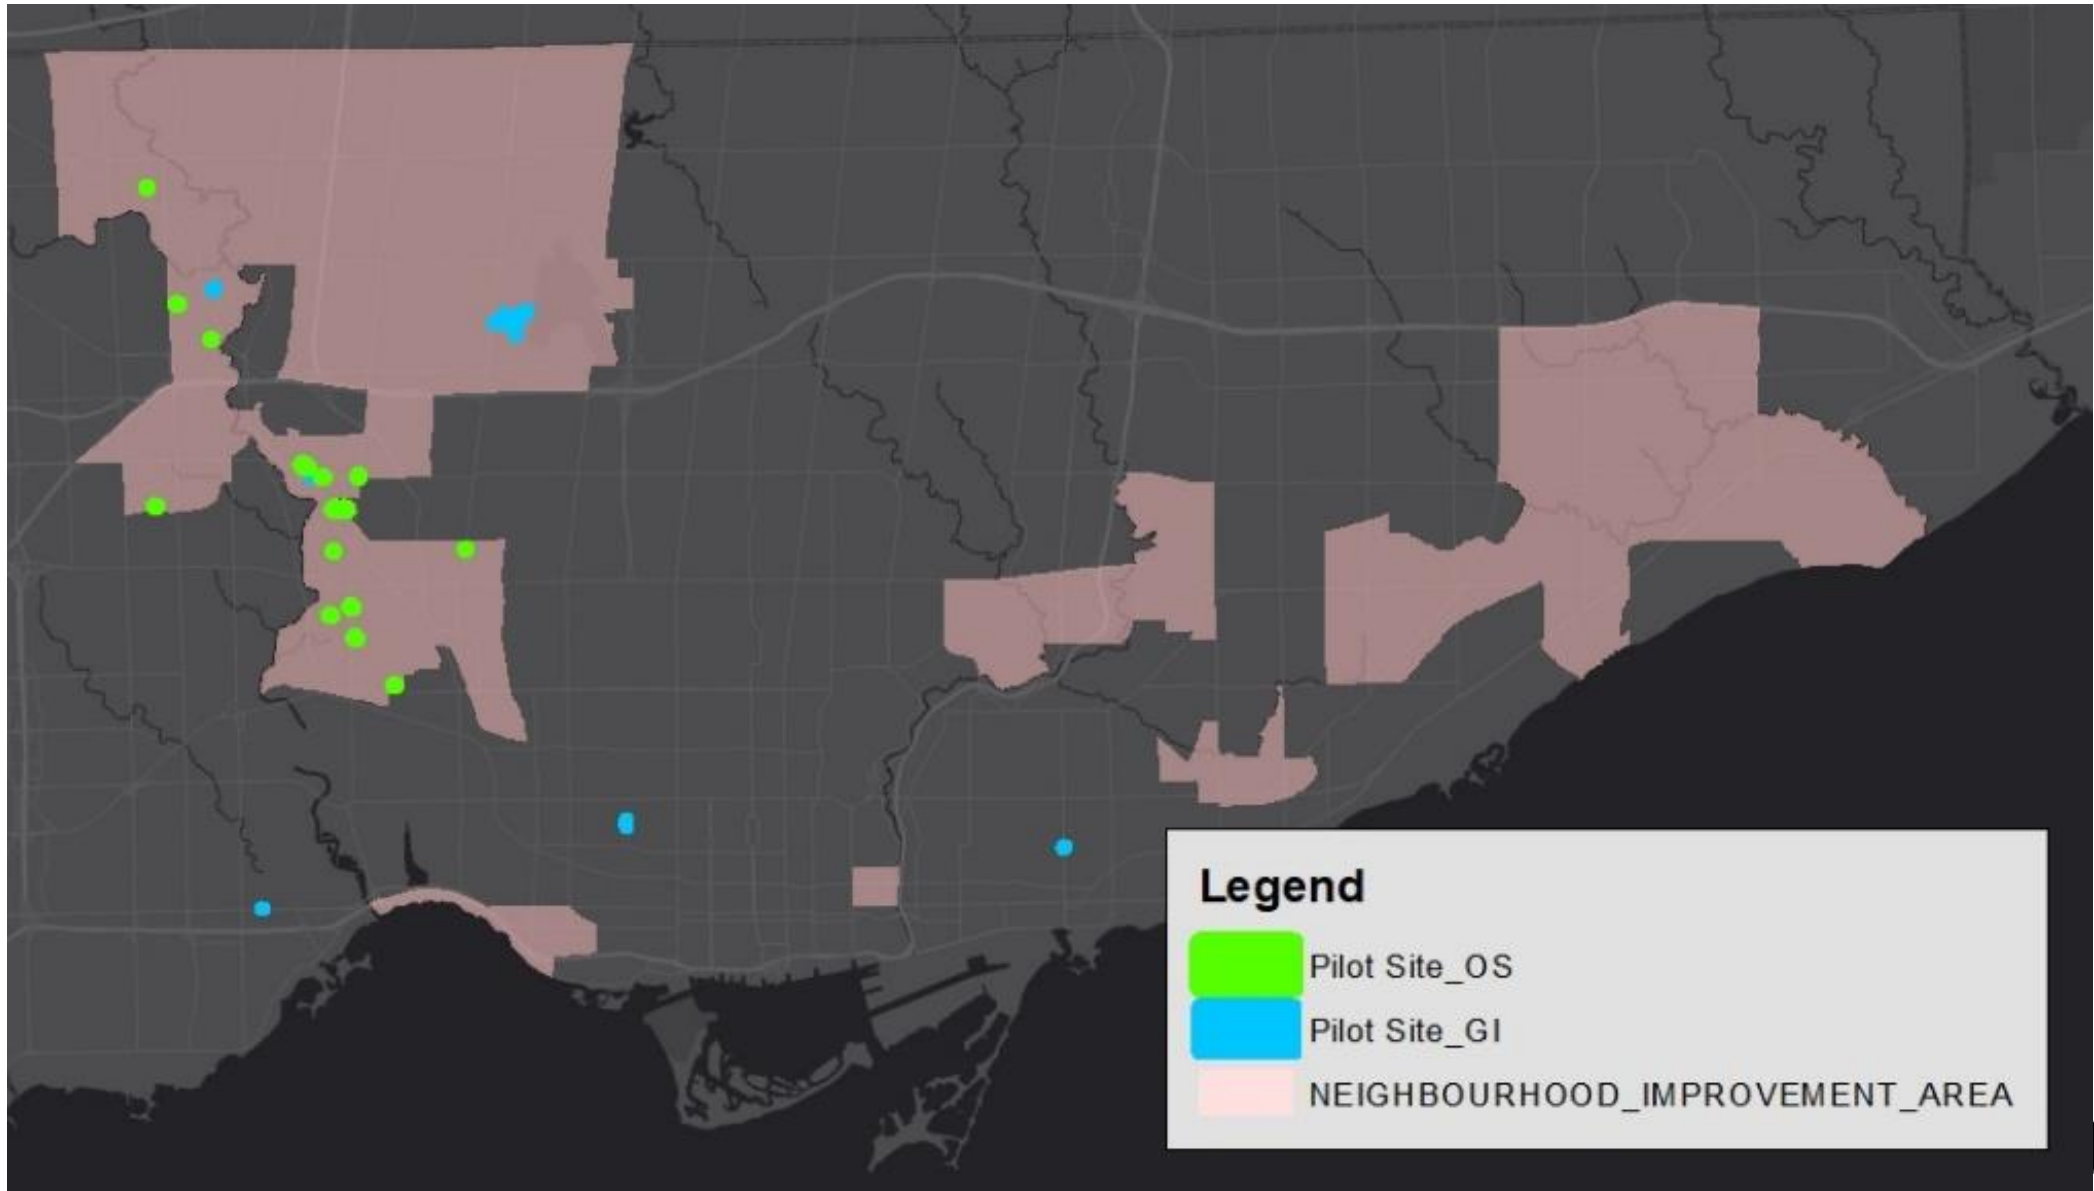 Legend
Pilot Site_OS
Pilot Site_GI
NEIGHBOURHOOD_IMPROVEMENT_AREA